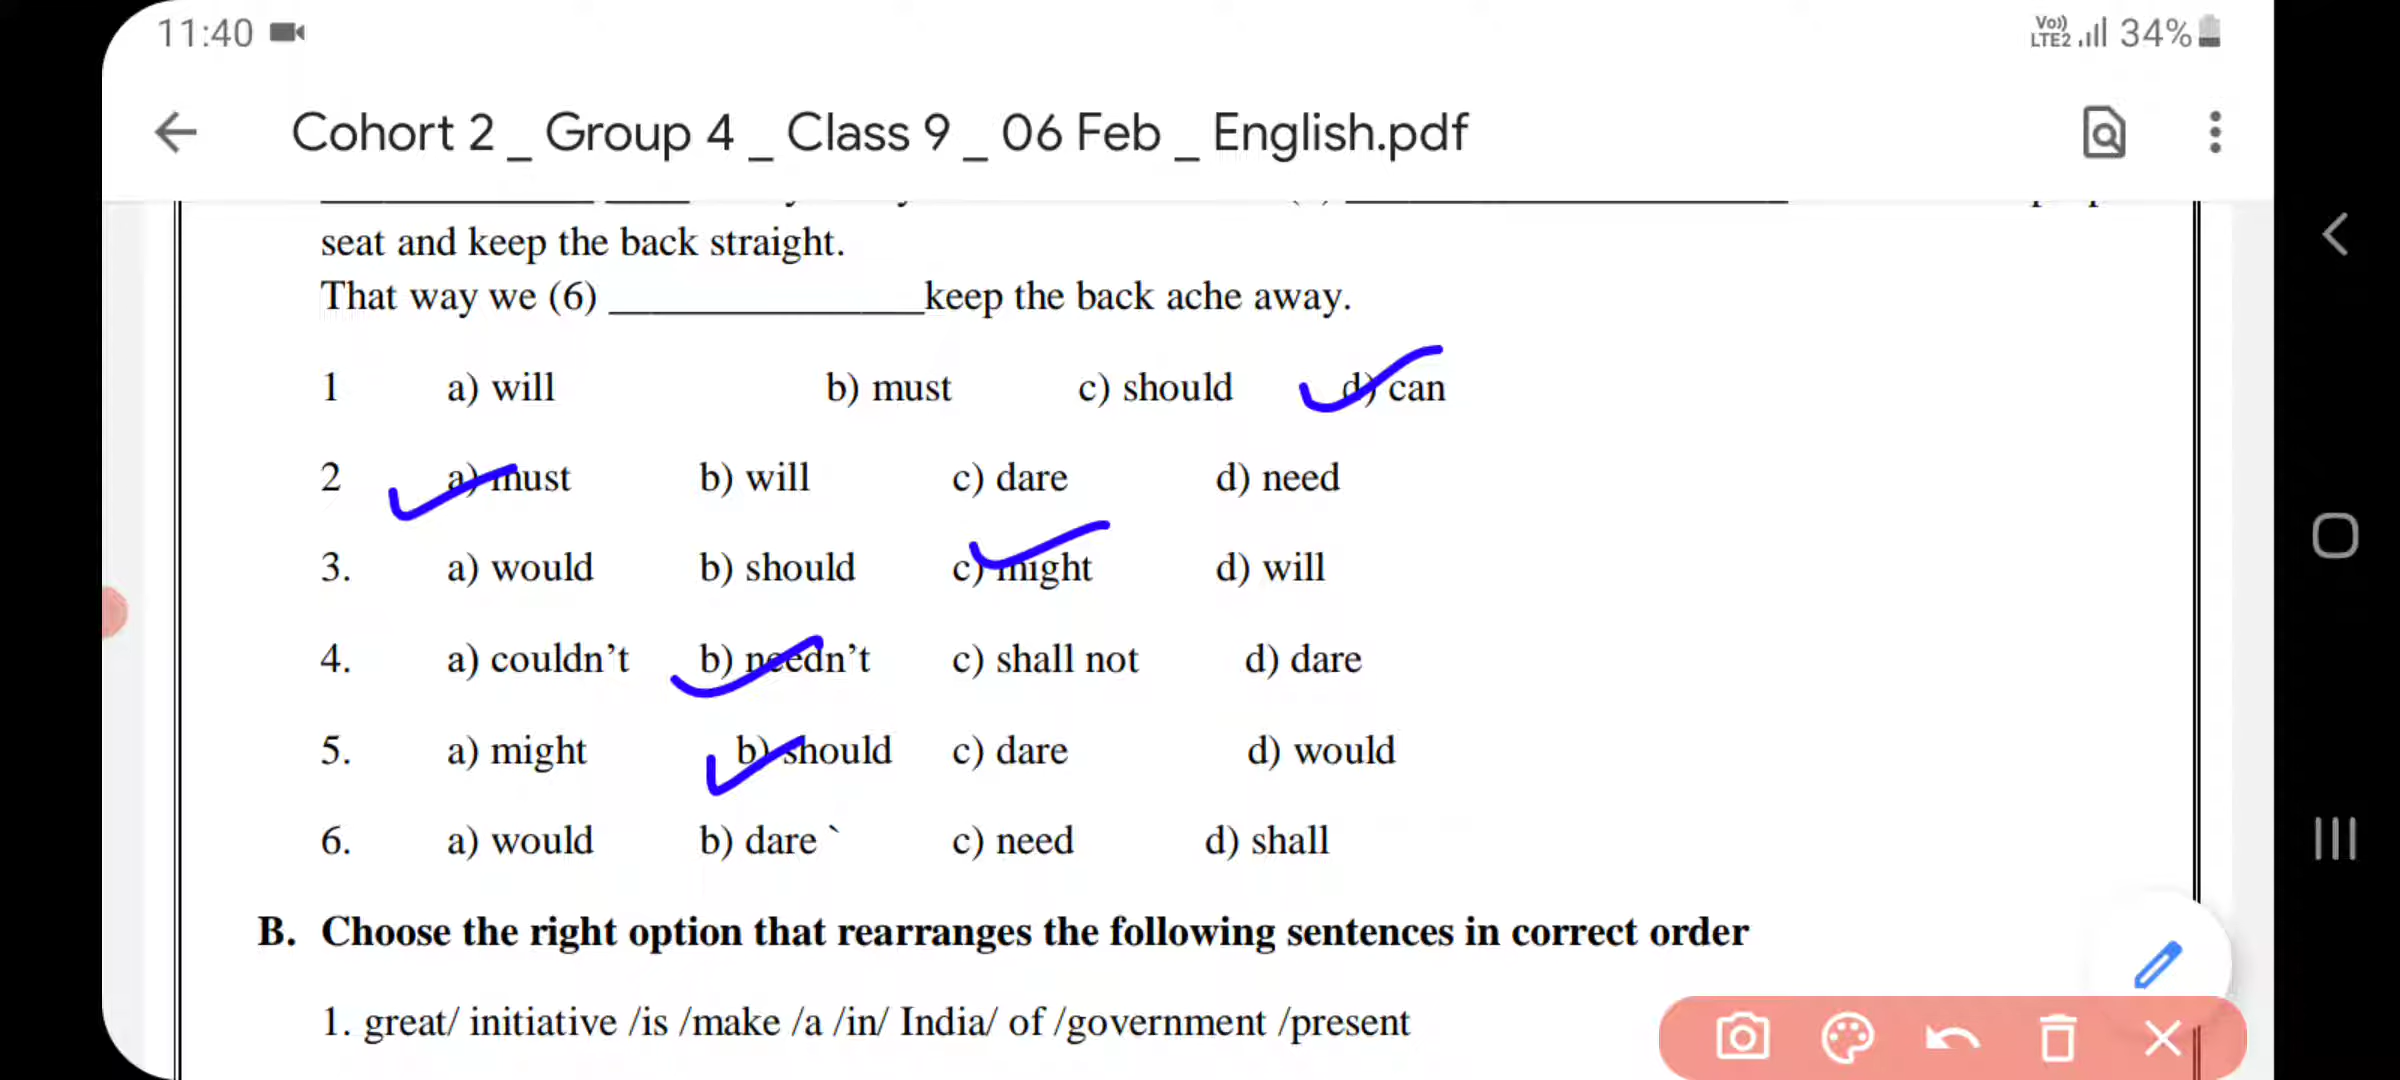 11:40
Vo)) LTE2 34%
Cohort 2 _ Group 4 _ Class 9 _ 06 Feb _ English.pdf
seat and keep the back straight.
That way we (6) _______________keep the back ache away.
1 a) will b) must c) should d) can
2 a) must b) will c) dare d) need
3. a) would b) should c) might d) will
4. a) couldn’t b) needn’t c) shall not d) dare
5. a) might b) should c) dare d) would
6. a) would b) dare ` c) need d) shall
B. Choose the right option that rearranges the following sentences in correct order
1. great/ initiative /is /make /a /in/ India/ of /government /present